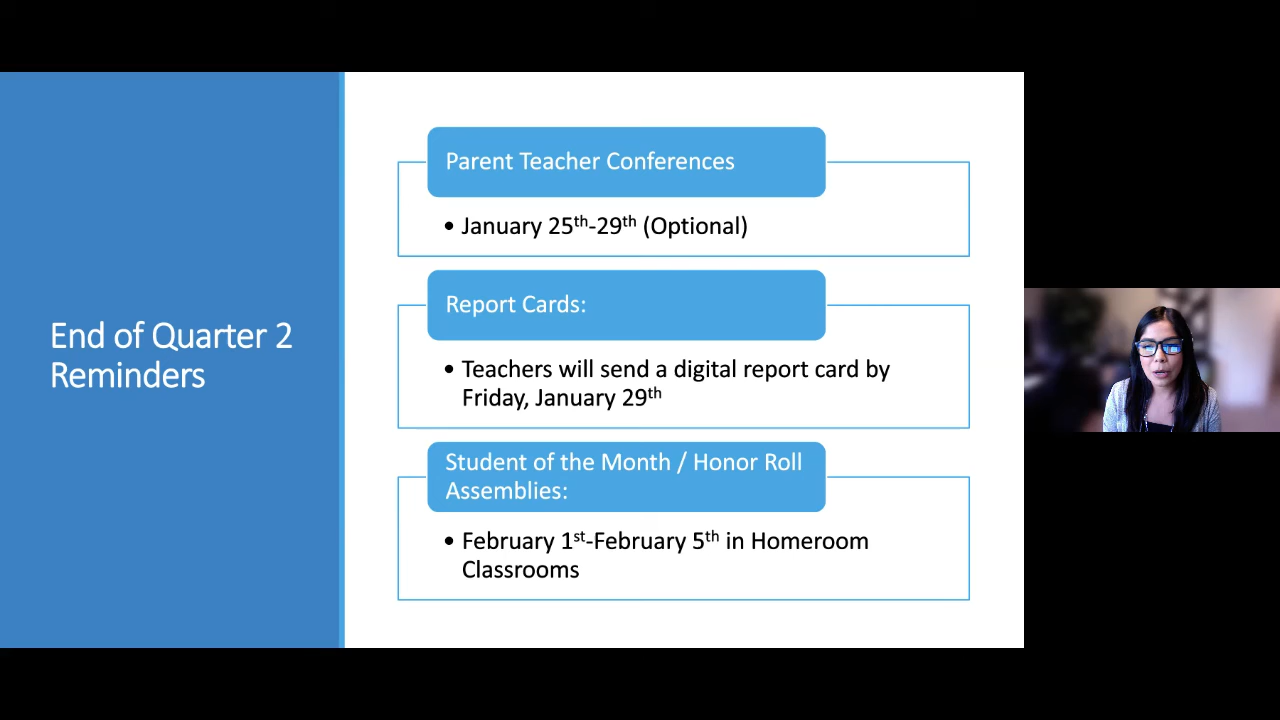 End of Quarter 2
Reminders
Parent Teacher Conferences
• January 25th-29th (Optional)
Report Cards:
• Teachers will send a digital report card by
Friday, January 29th
Student of the Month / Honor Roll
Assemblies:
• February 1st-February 5th in Homeroom
Classrooms